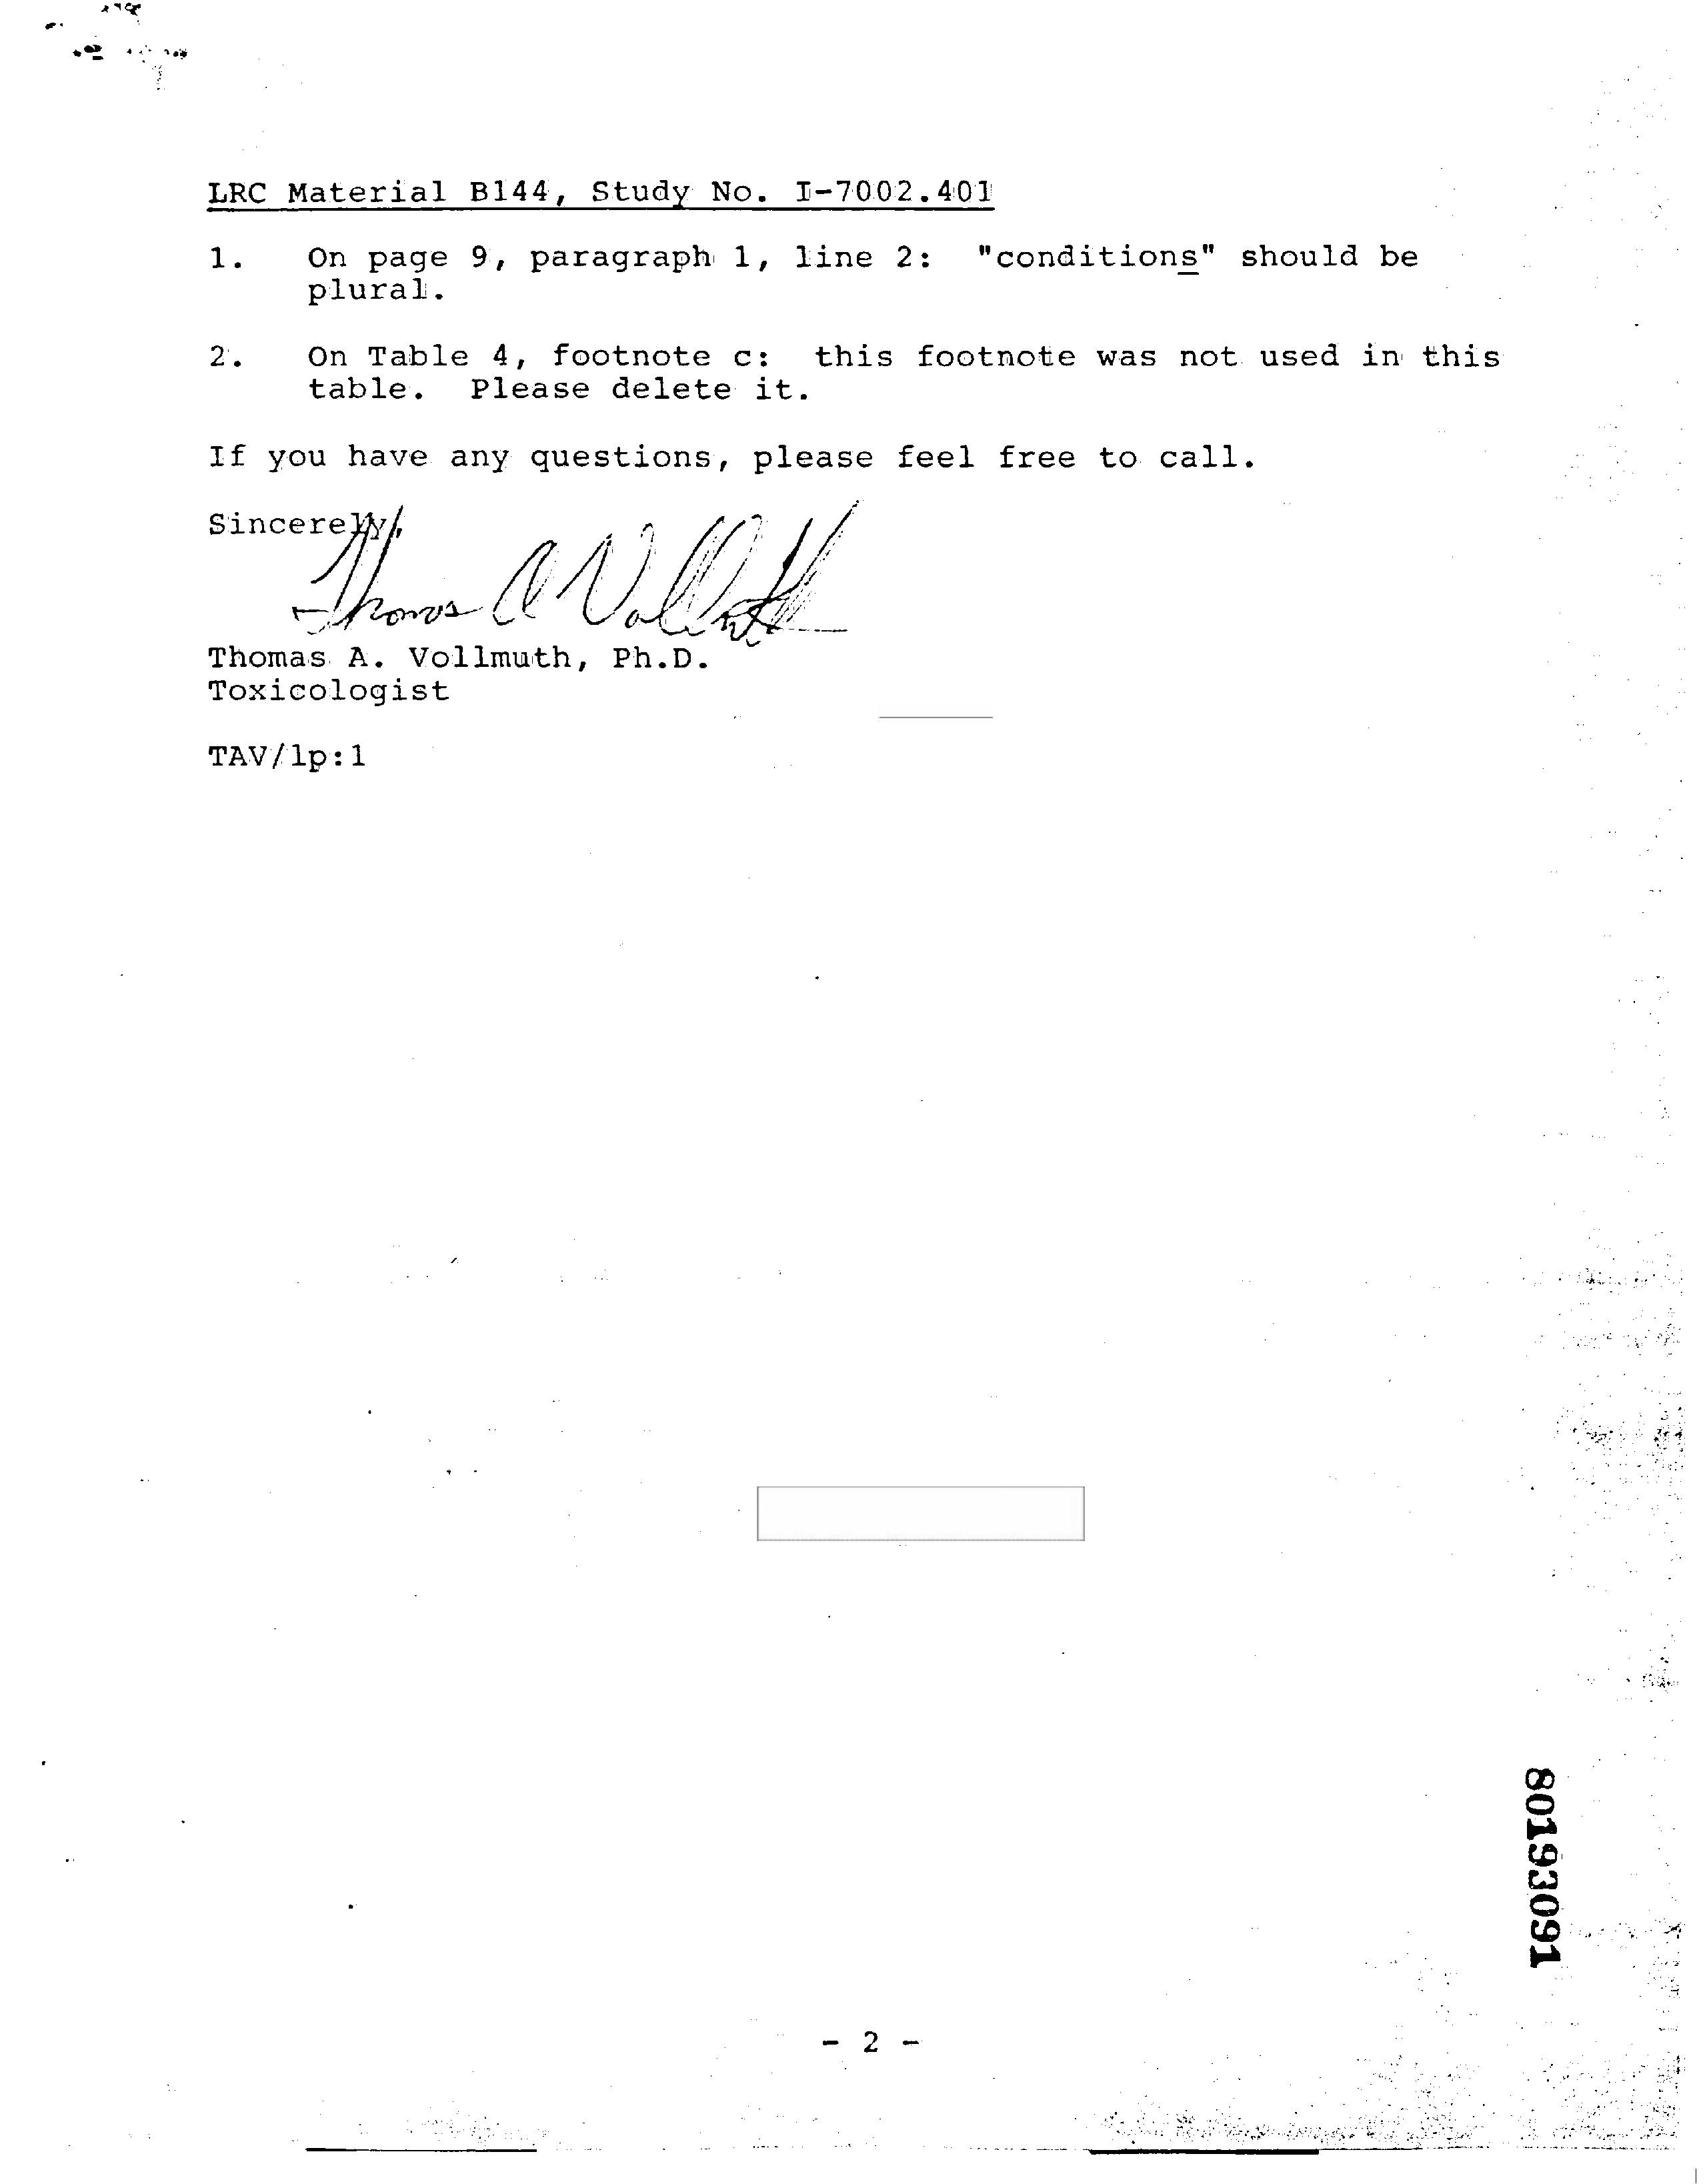 LRC Material B144, Study No. I-7002.401
1. On page 9, paragraph 1, line 2: "conditions" should be
plural.
2. On Table 4, footnote c: this footnote was not used in this
table. Please delete it.
If you have any questions, please feel free to call.
Sincerely,
Thomas A Vollmuth
Thomas A. Vollmuth, Ph.D.
Toxicologist
TAV/lp:1
80193091
- 2 -